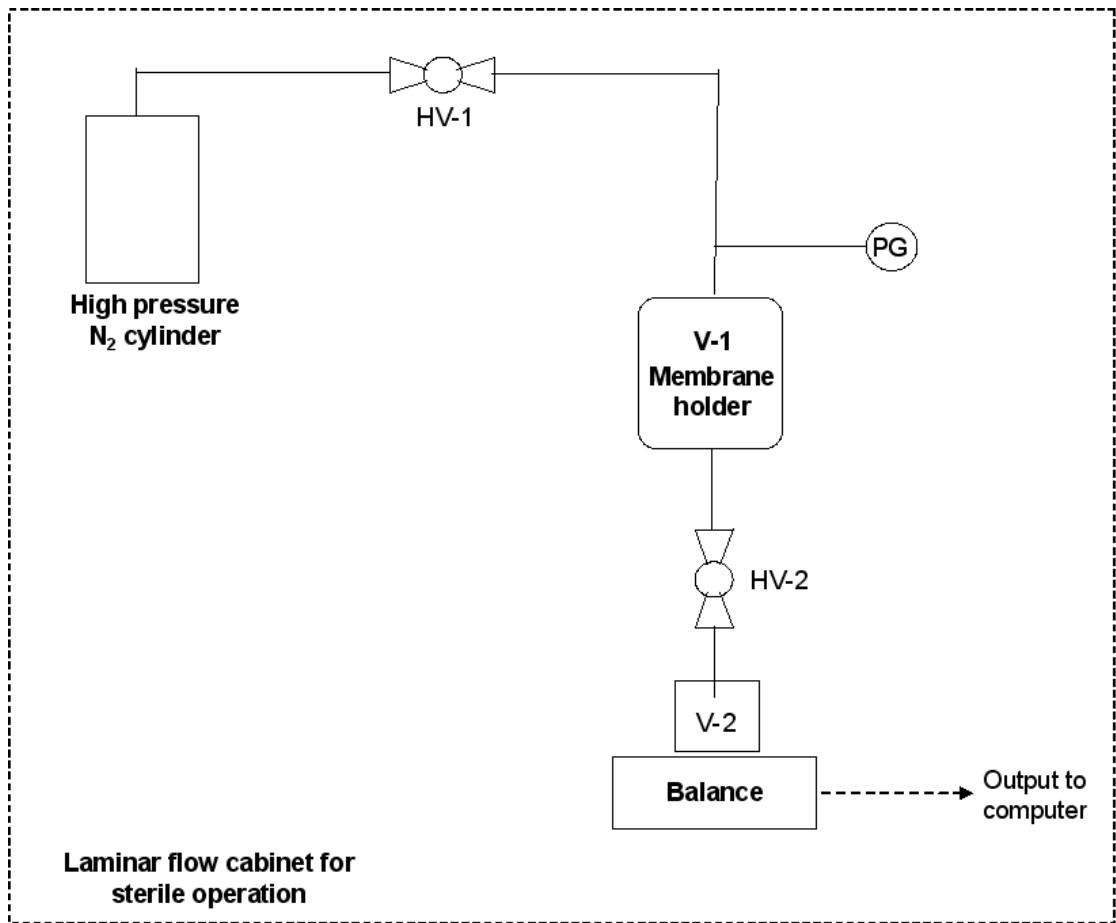 HV-1
PG
High pressure
N₂ cylinder
V-1
Membrane
holder
HV-2
V-2
Balance
Output to
computer
Laminar flow cabinet for
sterile operation